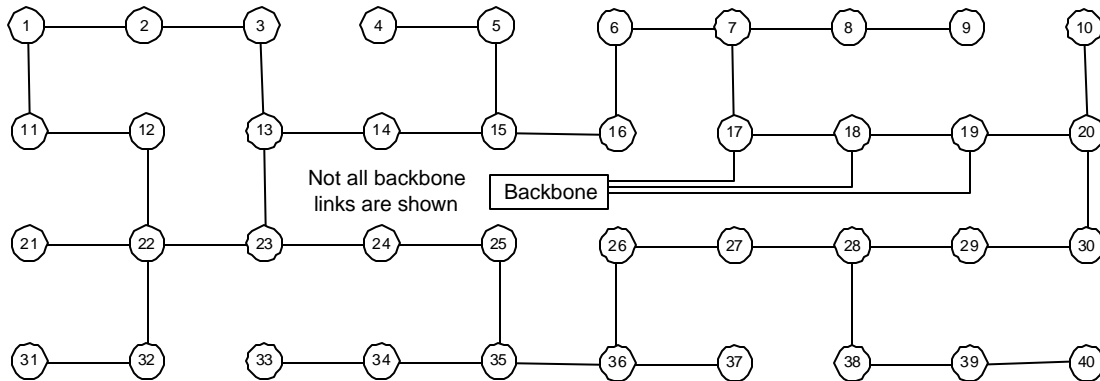 1 2 3 4 5 6 7 8 9 10
11 12 13 14 15 16 17 18 19 20
Not all backbone
links are shown
Backbone
21 22 23 24 25 26 27 28 29 30
31 32 33 34 35 36 37 38 39 40